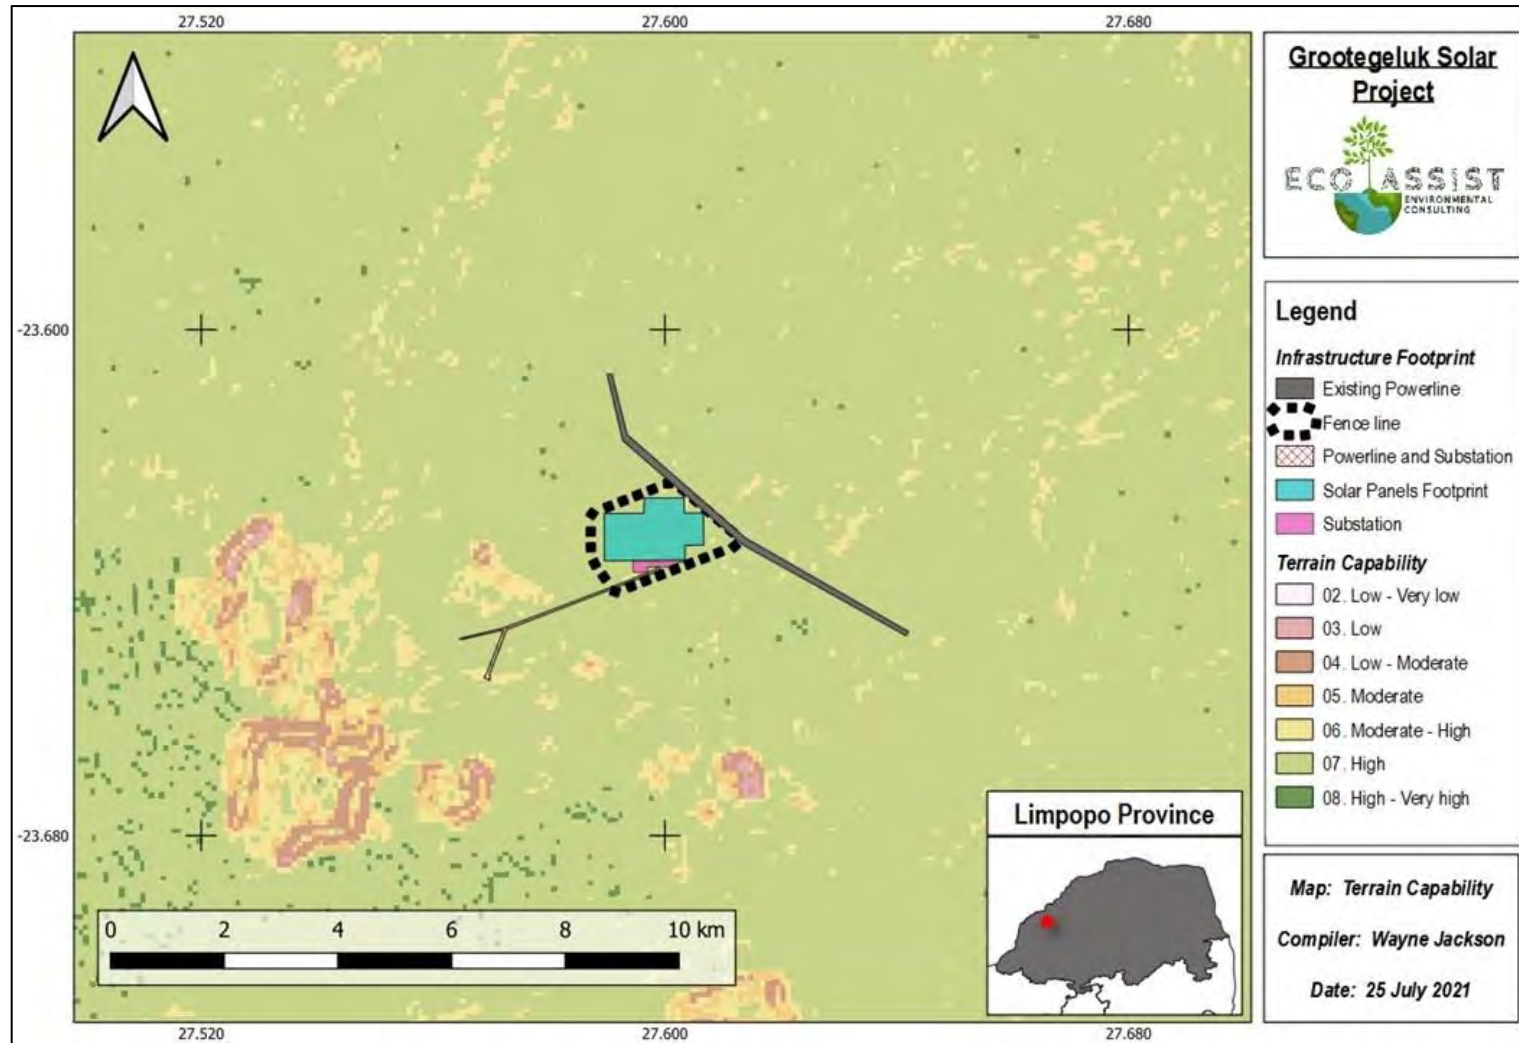 27.520 27.600 27.680
Grootegeluk Solar
Project
ECO ASSIST
ENVIRONMENTAL
CONSULTING
-23.600
-23.680
Legend
Infrastructure Footprint
Existing Powerline
Fence line
Powerline and Substation
Solar Panels Footprint
Substation
Terrain Capability
02. Low - Very low
03. Low
04. Low - Moderate
05. Moderate
06. Moderate - High
07. High
08. High - Very high
Limpopo Province
0 2 4 6 8 10 km
Map: Terrain Capability
Compiler: Wayne Jackson
Date: 25 July 2021
27.520 27.600 27.680